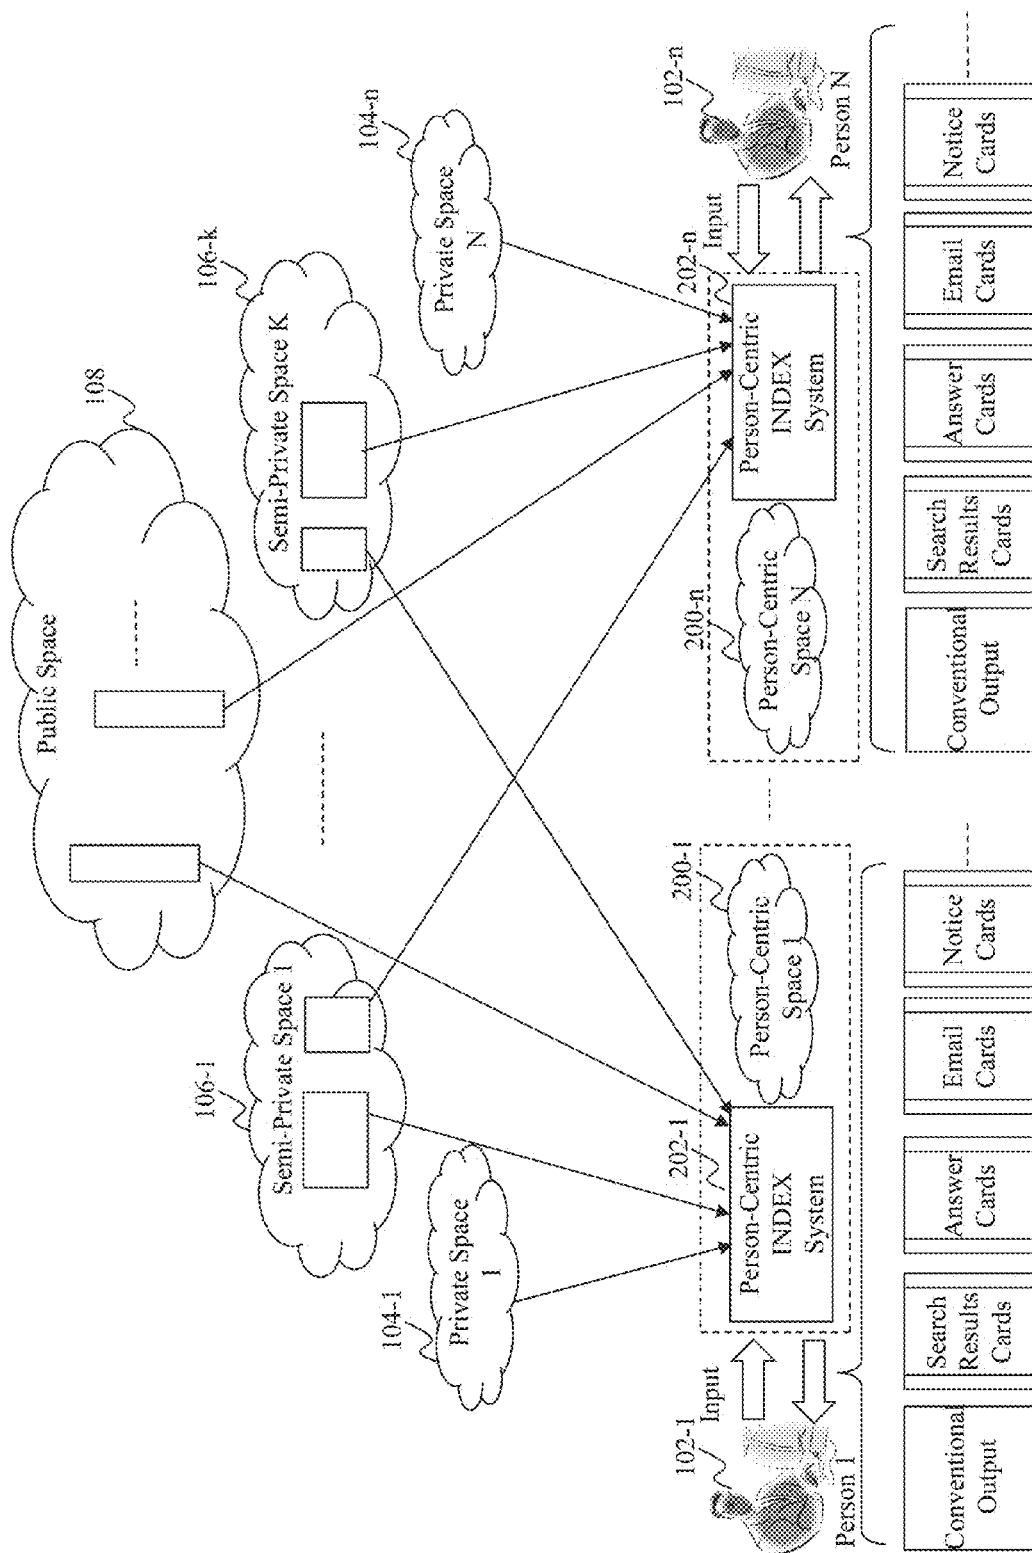 108
Public Space
--------
106-k
Semi-Private Space K
--------
106-1
Semi-Private Space 1
104-n
Private Space
N
104-1
Private Space
1
102-1
Input
Person 1
202-1
Person-Centric
INDEX
System
200-1
Person-Centric
Space 1
200-n
Person-Centric
Space N
202-n
Person-Centric
INDEX
System
Input
102-n
Person N
Conventional
Output
Search
Results
Cards
Answer
Cards
Email
Cards
Notice
Cards
Conventional
Output
Search
Results
Cards
Answer
Cards
Email
Cards
Notice
Cards